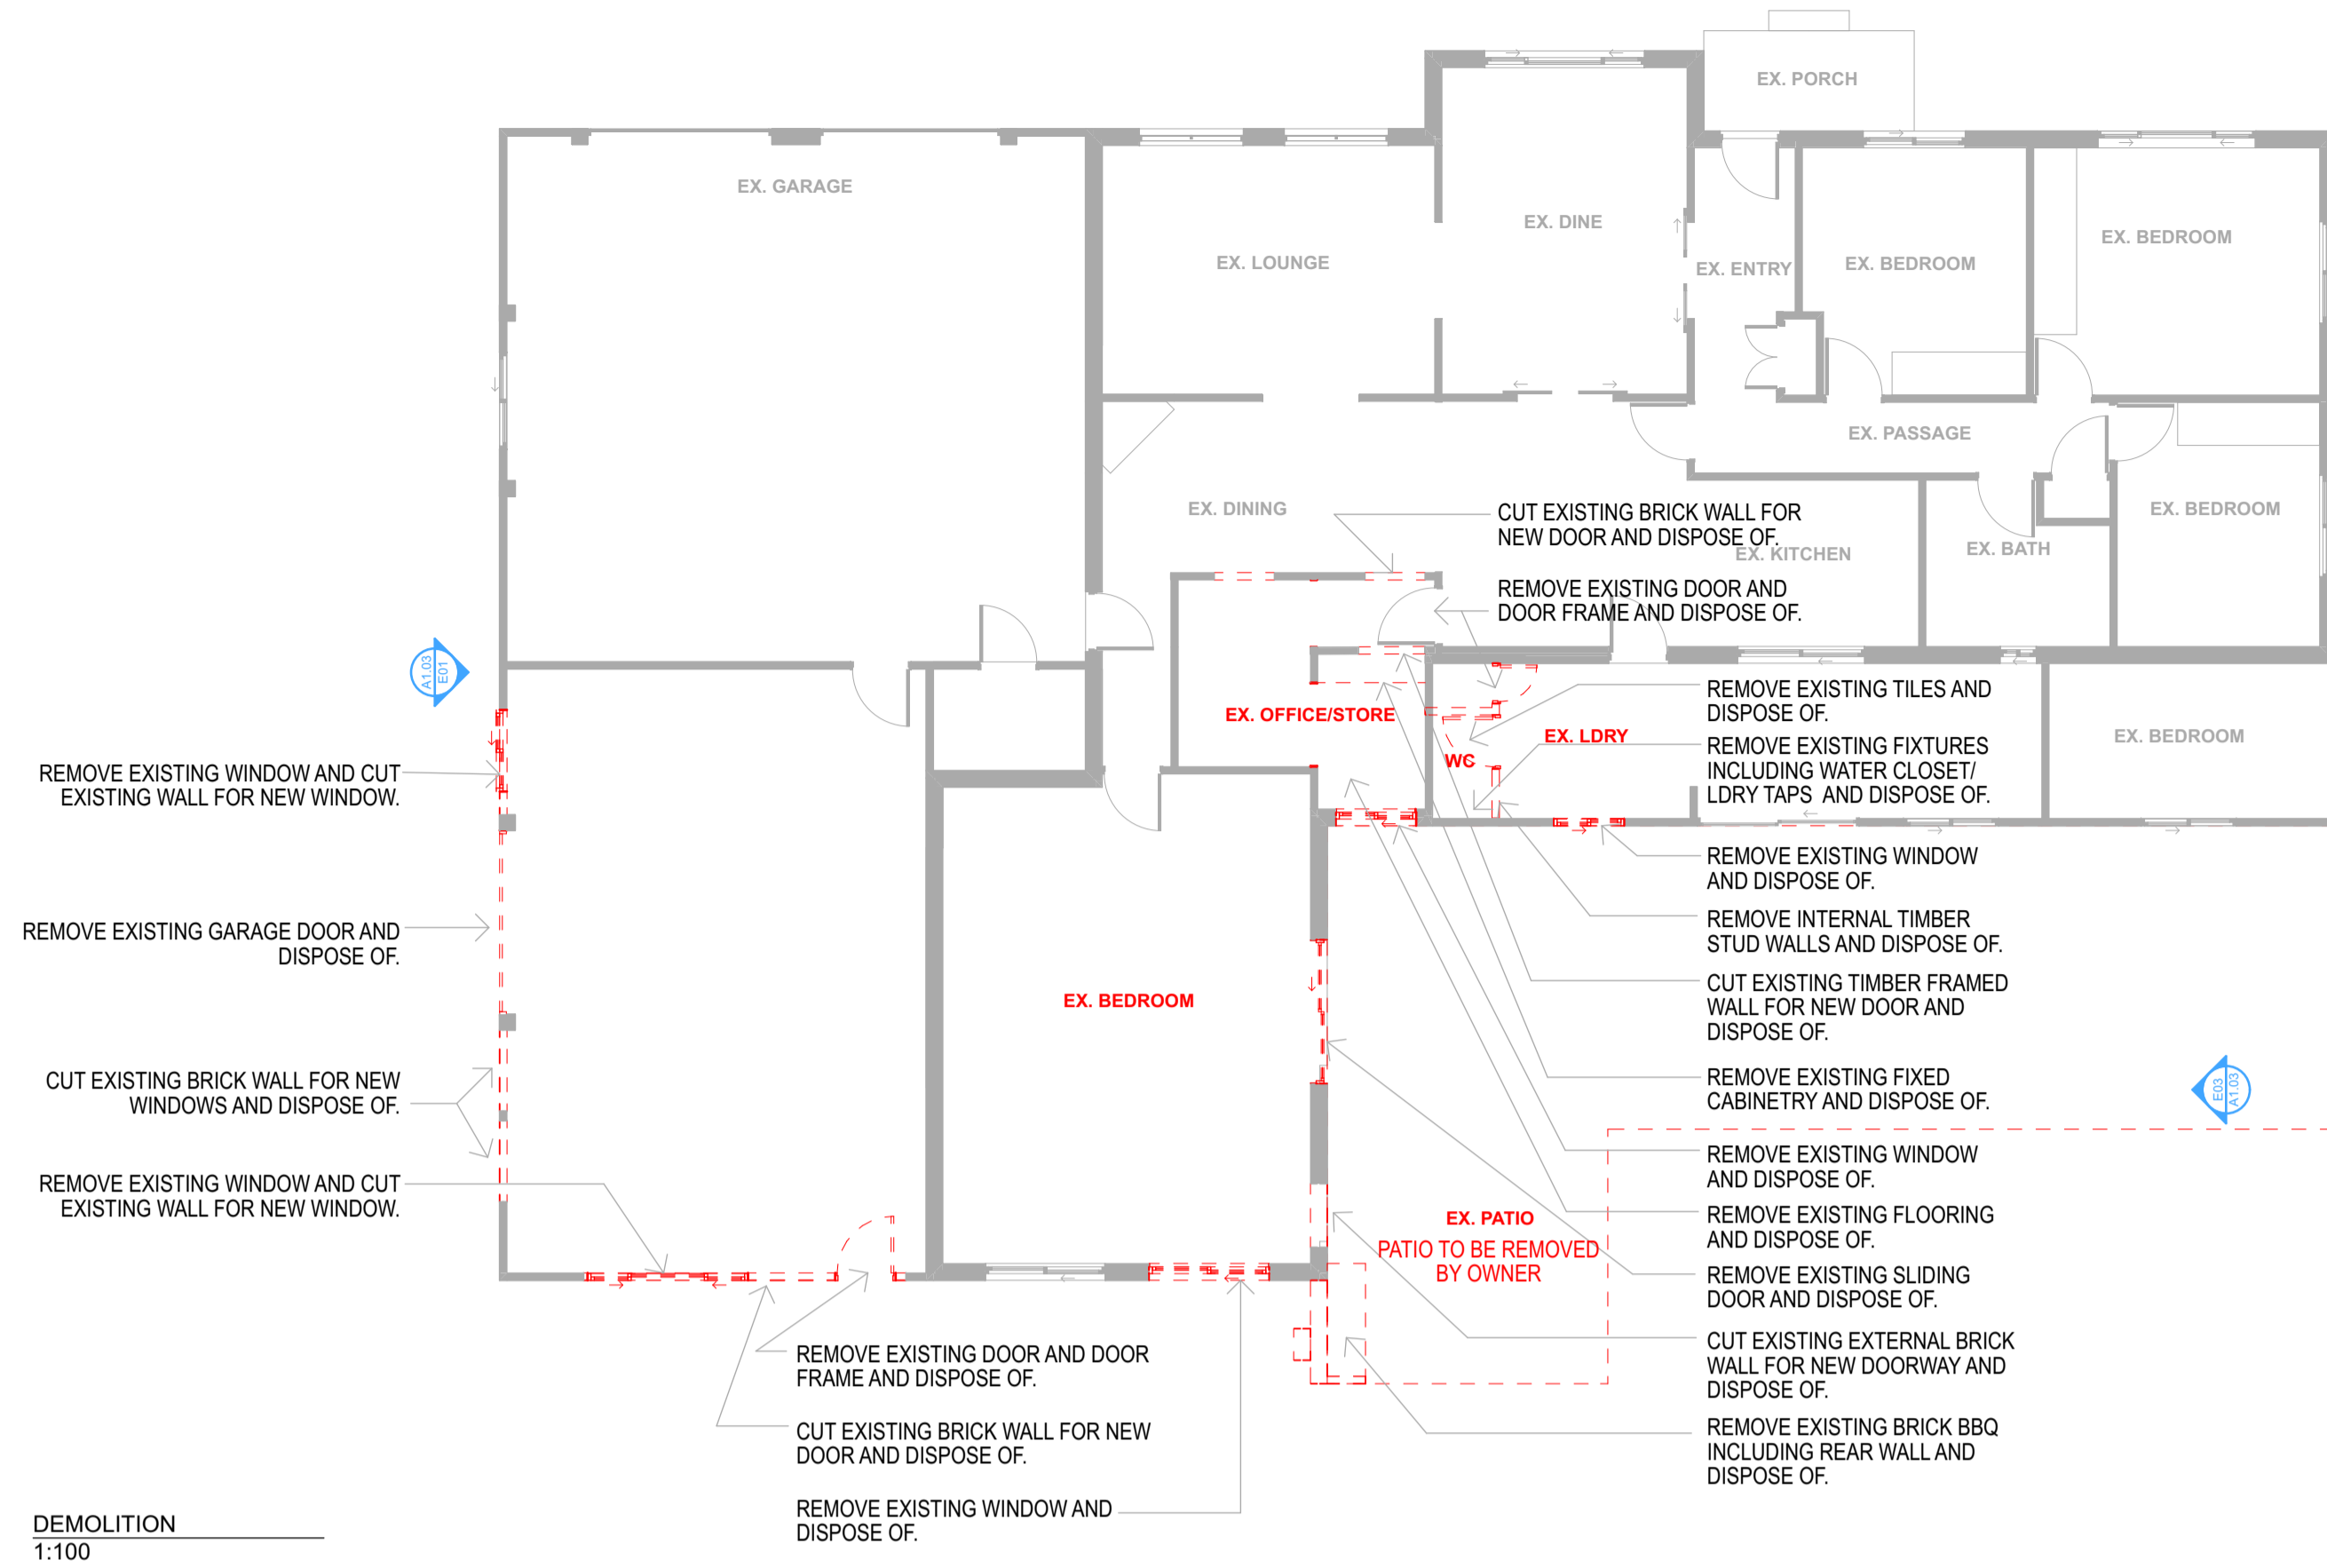 EX. PORCH
EX. GARAGE
EX. DINE
EX. LOUNGE
EX. ENTRY
EX. BEDROOM
EX. BEDROOM
EX. PASSAGE
EX. DINING
EX. BEDROOM
EX. KITCHEN
EX. BATH
CUT EXISTING BRICK WALL FOR
NEW DOOR AND DISPOSE OF.
REMOVE EXISTING DOOR AND
DOOR FRAME AND DISPOSE OF.
A1.03
E01
EX. OFFICE/STORE
EX. LDRY
WC
EX. BEDROOM
REMOVE EXISTING TILES AND
DISPOSE OF.
REMOVE EXISTING FIXTURES
INCLUDING WATER CLOSET/
LDRY TAPS AND DISPOSE OF.
REMOVE EXISTING WINDOW AND CUT
EXISTING WALL FOR NEW WINDOW.
REMOVE EXISTING WINDOW
AND DISPOSE OF.
REMOVE EXISTING GARAGE DOOR AND
DISPOSE OF.
REMOVE INTERNAL TIMBER
STUD WALLS AND DISPOSE OF.
EX. BEDROOM
CUT EXISTING TIMBER FRAMED
WALL FOR NEW DOOR AND
DISPOSE OF.
CUT EXISTING BRICK WALL FOR NEW
WINDOWS AND DISPOSE OF.
REMOVE EXISTING FIXED
CABINETRY AND DISPOSE OF.
E03
A1.03
REMOVE EXISTING WINDOW
AND DISPOSE OF.
REMOVE EXISTING WINDOW AND CUT
EXISTING WALL FOR NEW WINDOW.
REMOVE EXISTING FLOORING
AND DISPOSE OF.
EX. PATIO
PATIO TO BE REMOVED
BY OWNER
REMOVE EXISTING SLIDING
DOOR AND DISPOSE OF.
CUT EXISTING EXTERNAL BRICK
WALL FOR NEW DOORWAY AND
DISPOSE OF.
REMOVE EXISTING DOOR AND DOOR
FRAME AND DISPOSE OF.
REMOVE EXISTING BRICK BBQ
INCLUDING REAR WALL AND
DISPOSE OF.
CUT EXISTING BRICK WALL FOR NEW
DOOR AND DISPOSE OF.
REMOVE EXISTING WINDOW AND
DISPOSE OF.
DEMOLITION
1:100